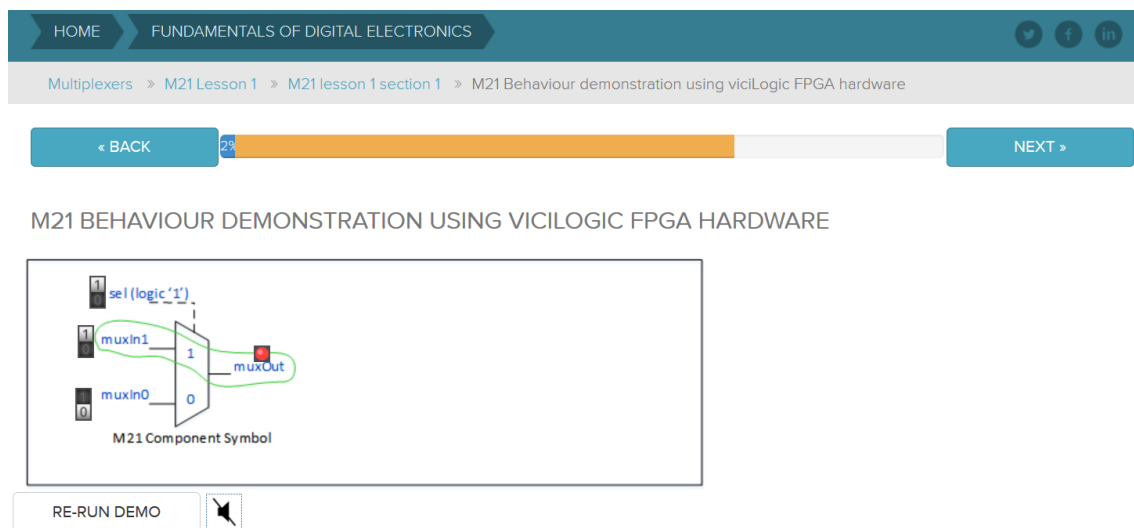 HOME
FUNDAMENTALS OF DIGITAL ELECTRONICS
Multiplexers » M21 Lesson 1 » M21 lesson 1 section 1 » M21 Behaviour demonstration using viciLogic FPGA hardware
« BACK
2%
NEXT »
M21 BEHAVIOUR DEMONSTRATION USING VICILOGIC FPGA HARDWARE
1
0
sel (logic '1')
1
0
muxIn1
1
muxOut
1
0
muxIn0
0
M21 Component Symbol
RE-RUN DEMO